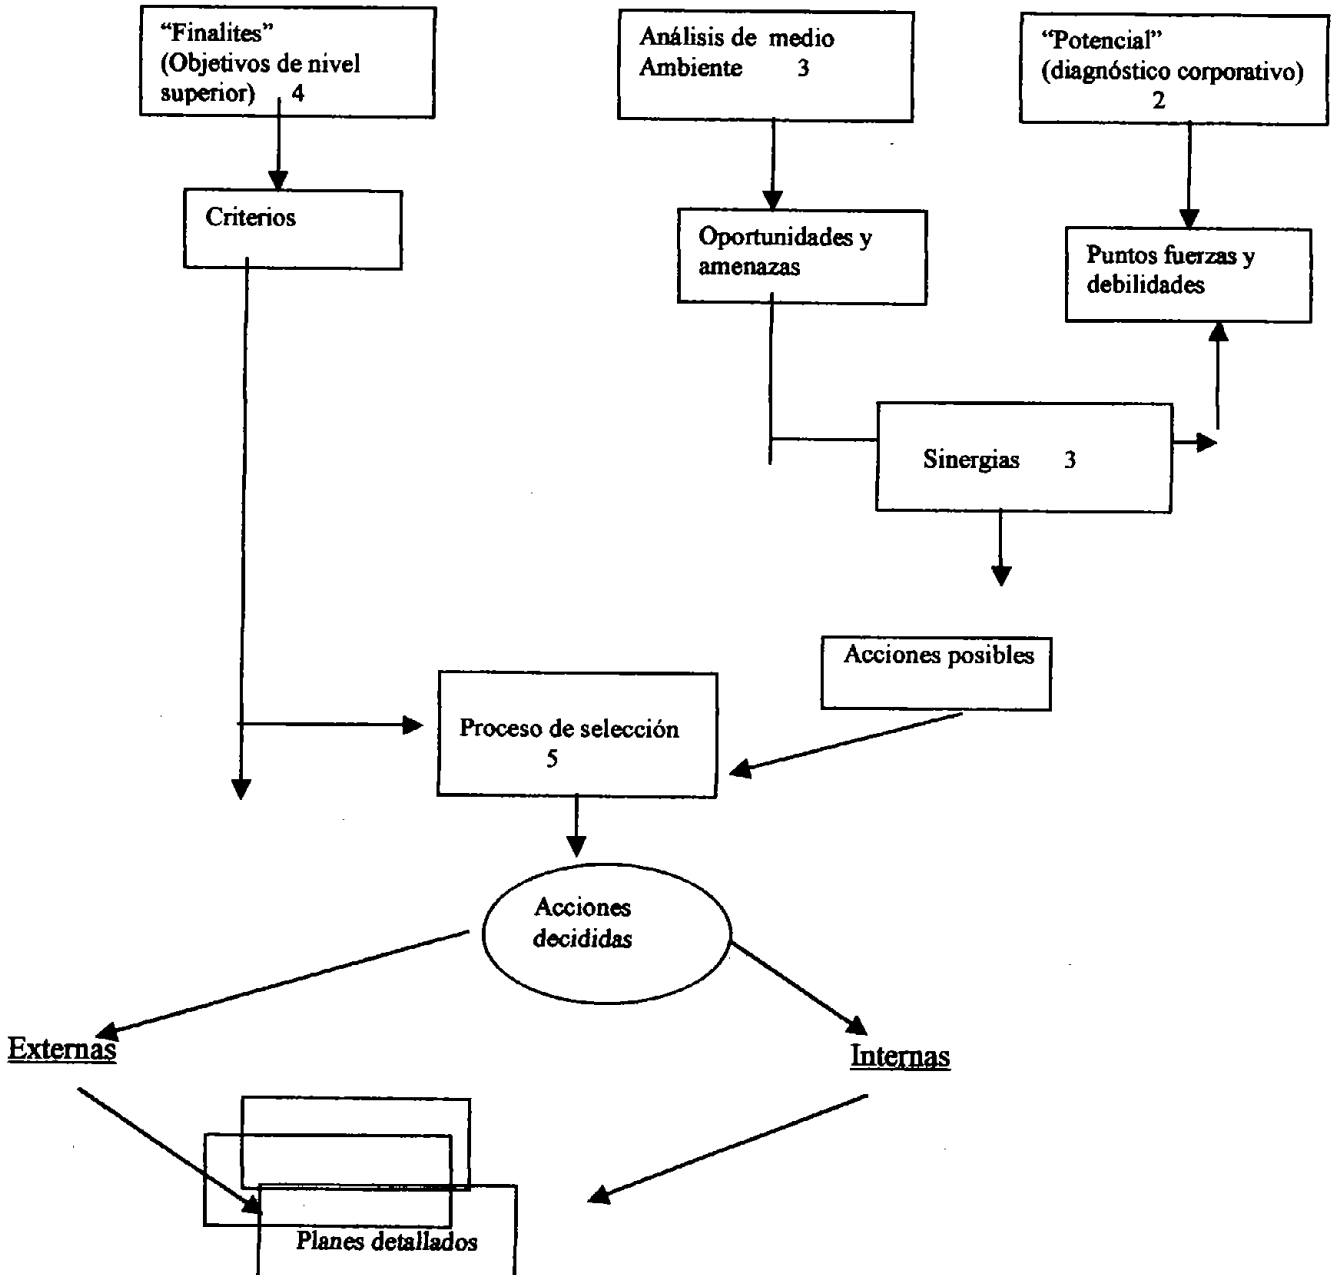 “Finalites”
(Objetivos de nivel
superior) 4
Análisis de medio
Ambiente 3
“Potencial”
(diagnóstico corporativo)
2
Criterios
Oportunidades y
amenazas
Puntos fuerzas y
debilidades
Sinergias 3
Acciones posibles
Proceso de selección
5
Acciones
decididas
Externas
Internas
Planes detallados